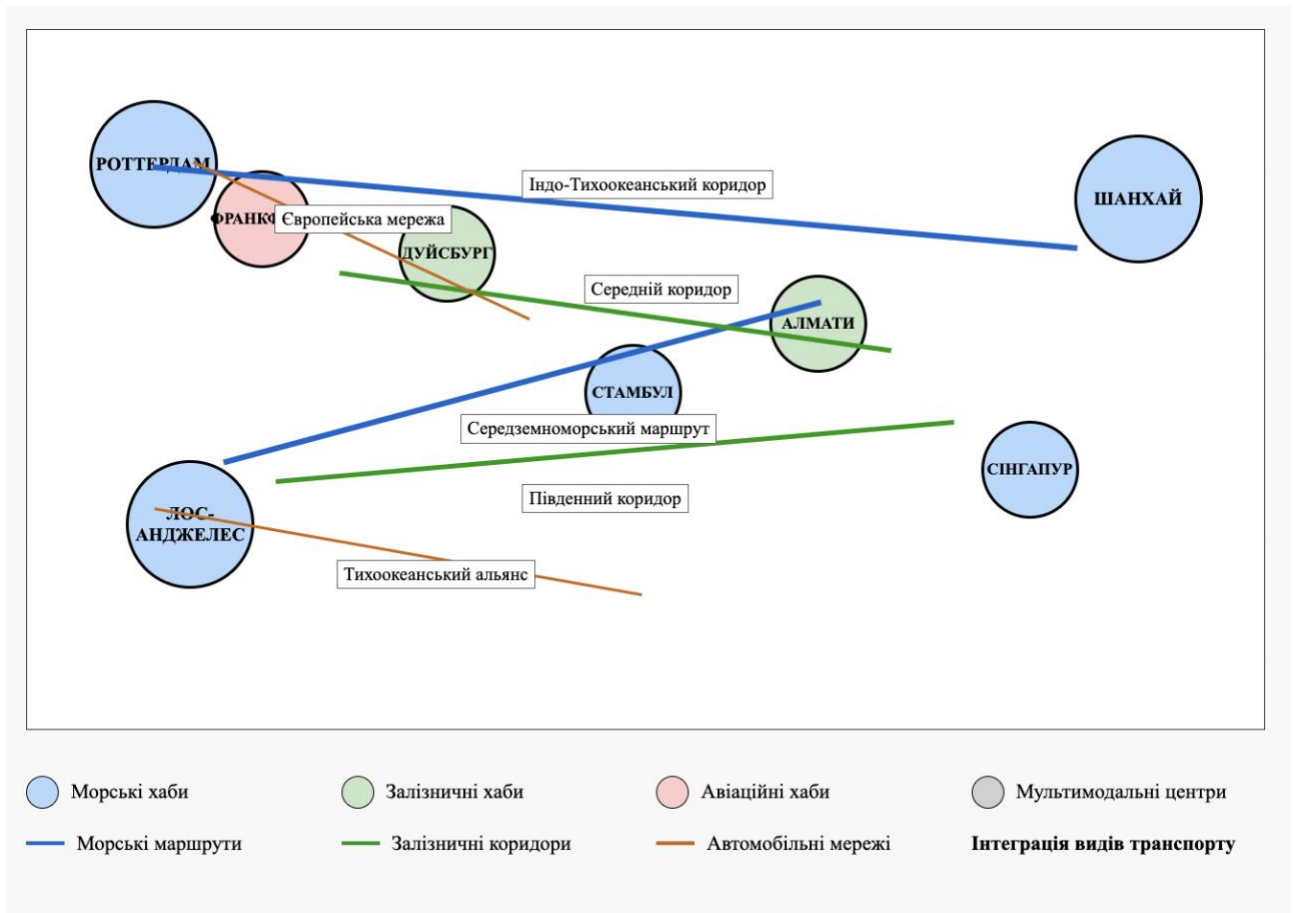 РОТТЕРДАМ
Індо-Тихоокеанський коридор
ШАНХАЙ
ФРАНКФ
Європейська мережа
ДУЙСБУРГ
Середній коридор
АЛМАТИ
СТАМБУЛ
Середземноморський маршрут
СІНГАПУР
Південний коридор
ЛОС-
АНДЖЕЛЕС
Тихоокеанський альянс
Морські хаби
Залізничні хаби
Авіаційні хаби
Мультимодальні центри
Морські маршрути
Залізничні коридори
Автомобільні мережі
Інтеграція видів транспорту